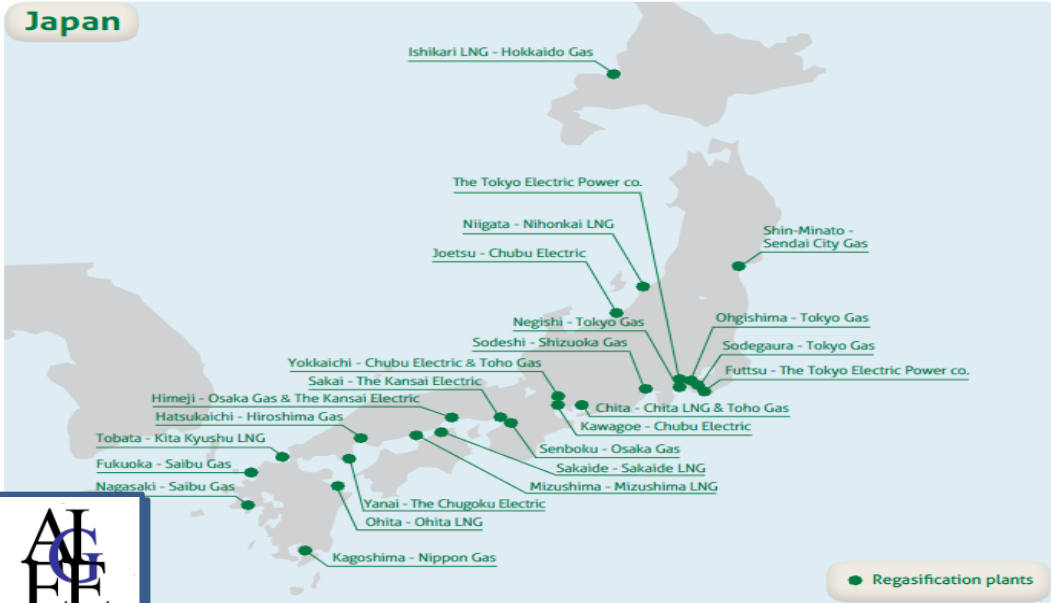 Japan
Ishikari LNG - Hokkaido Gas
The Tokyo Electric Power co.
Niigata - Nihonkai LNG
Shin-Minato -
Sendai City Gas
Joetsu - Chubu Electric
Negishi - Tokyo Gas
Ohgishima - Tokyo Gas
Sodeshi - Shizuoka Gas
Sodegaura - Tokyo Gas
Yokkaichi - Chubu Electric & Toho Gas
Futtsu - The Tokyo Electric Power co.
Sakai - The Kansai Electric
Himeji - Osaka Gas & The Kansai Electric
Chita - Chita LNG & Toho Gas
Hatsukaichi - Hiroshima Gas
Kawagoe - Chubu Electric
Tobata - Kita Kyushu LNG
Senboku - Osaka Gas
Fukuoka - Saibu Gas
Sakaide - Sakaide LNG
Nagasaki - Saibu Gas
Mizushima - Mizushima LNG
Yanai - The Chugoku Electric
Ohita - Ohita LNG
Kagoshima - Nippon Gas
Regasification plants